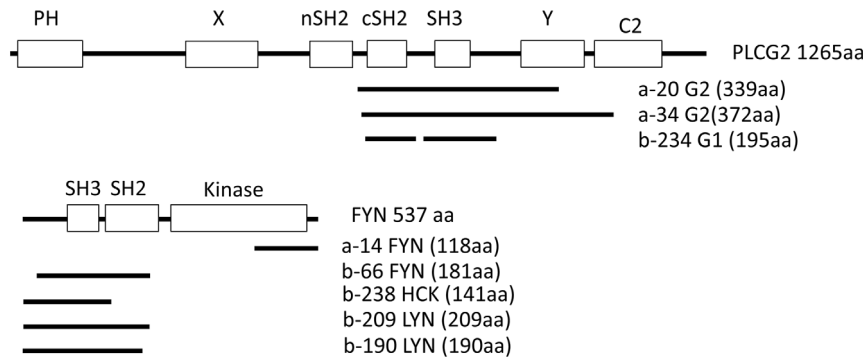 PH X nSH2 cSH2 SH3 Y C2
PLCG2 1265aa
a-20 G2 (339aa)
a-34 G2(372aa)
b-234 G1 (195aa)
SH3 SH2 Kinase
FYN 537 aa
a-14 FYN (118aa)
b-66 FYN (181aa)
b-238 HCK (141aa)
b-209 LYN (209aa)
b-190 LYN (190aa)